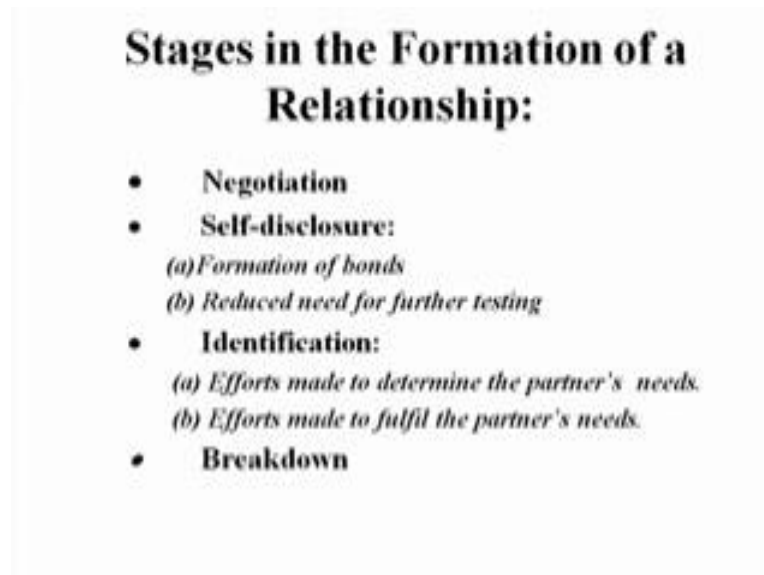 Stages in the Formation of a
Relationship:
• Negotiation
• Self-disclosure:
(a)Formation of bonds
(b) Reduced need for further testing
• Identification:
(a) Efforts made to determine the partner's needs.
(b) Efforts made to fulfil the partner's needs.
• Breakdown